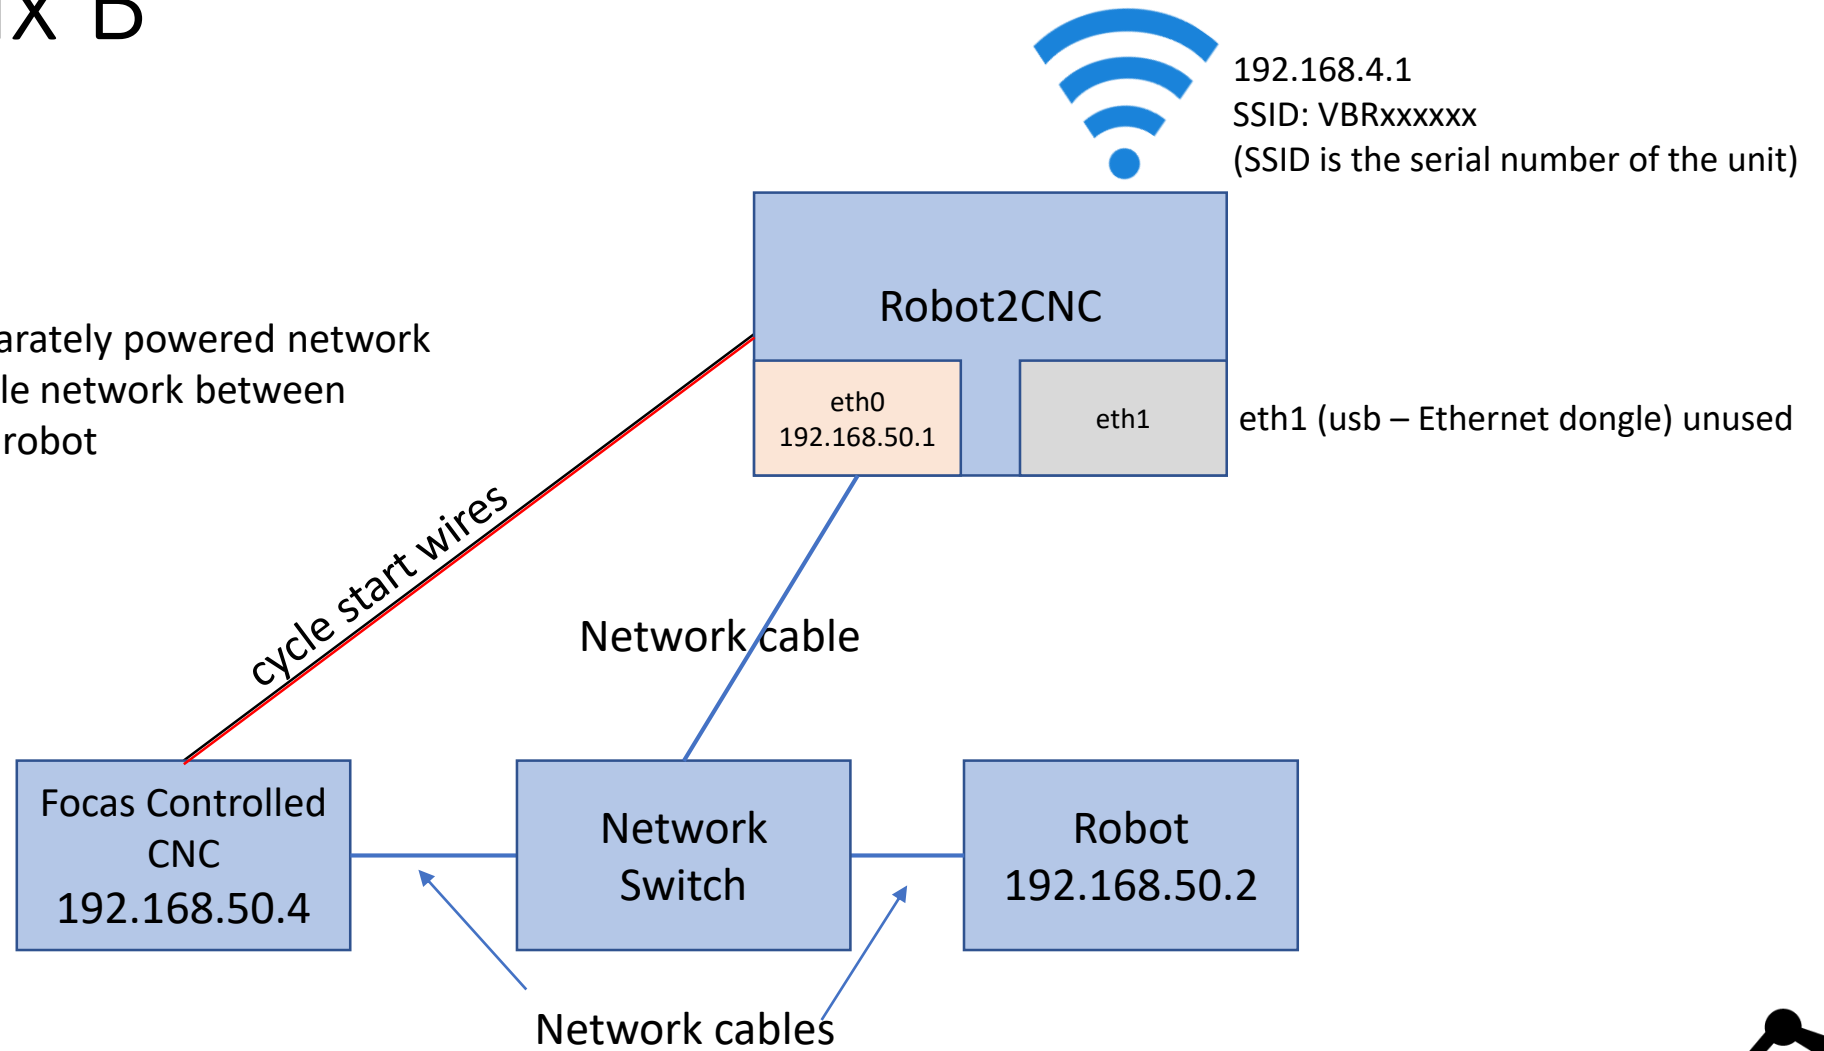 ix B
192.168.4.1
SSID: VBRxxxxxx
(SSID is the serial number of the unit)
Robot2CNC
arately powered network
le network between
robot
eth0
192.168.50.1
eth1
eth1 (usb – Ethernet dongle) unused
cycle start wires
Network cable
Focas Controlled
CNC
192.168.50.4
Network
Switch
Robot
192.168.50.2
Network cables